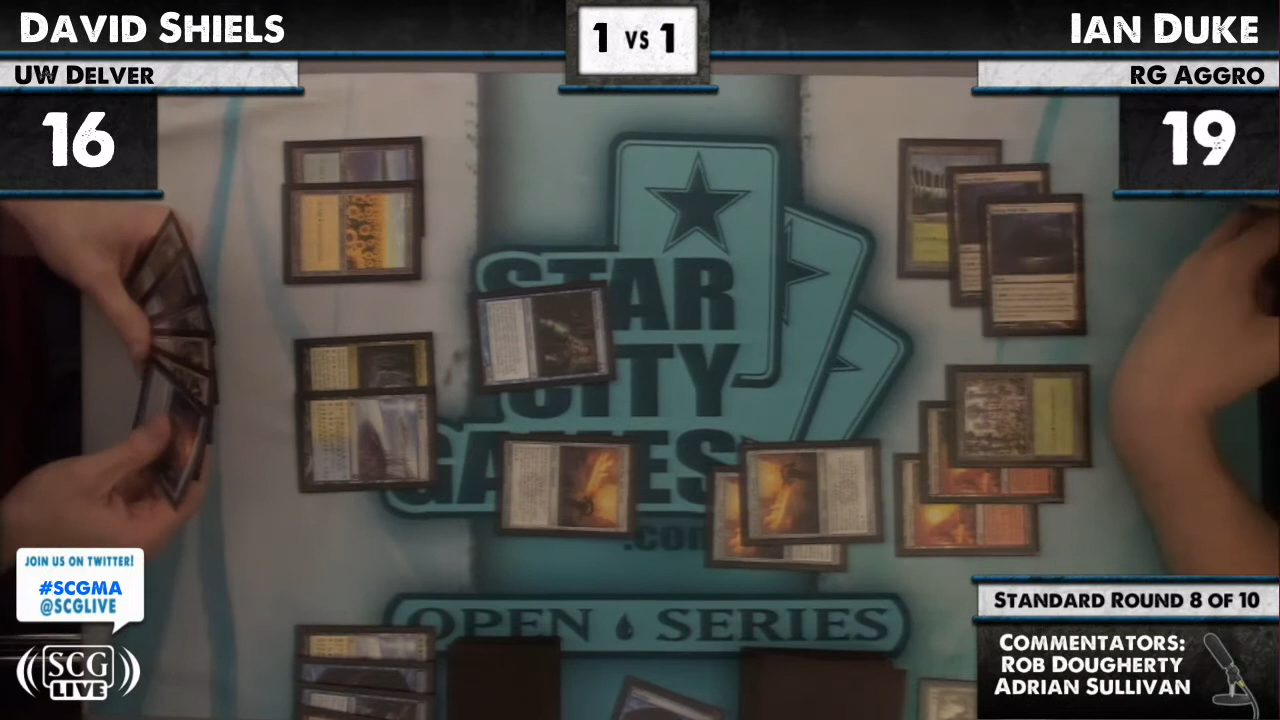 DAVID SHIELS
1 VS 1
IAN DUKE
UW DELVER
RG AGGRO
16
19
STAR
CITY
GAMES
.com
OPEN SERIES
JOIN US ON TWITTER!
#SCGMA
@SCGLIVE
SCG
LIVE
STANDARD ROUND 8 OF 10
COMMENTATORS:
ROB DOUGHERTY
ADRIAN SULLIVAN